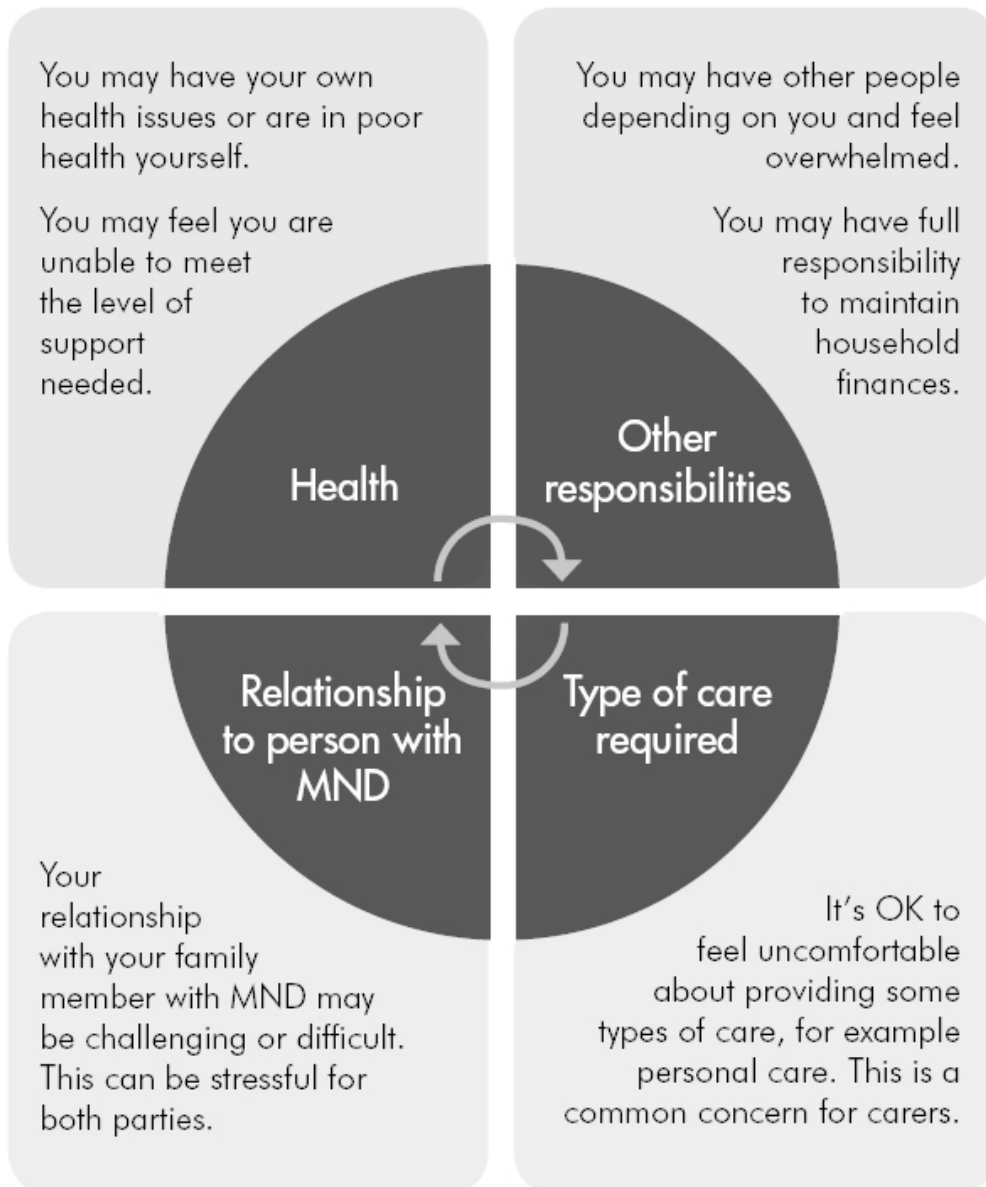 You may have your own
health issues or are in poor
health yourself.
You may feel you are
unable to meet
the level of
support
needed.
Health
You may have other people
depending on you and feel
overwhelmed.
You may have full
responsibility
to maintain
household
finances.
Other
responsibilities
Relationship
to person with
MND
Your
relationship
with your family
member with MND may
be challenging or difficult.
This can be stressful for
both parties.
Type of care
required
It's OK to
feel uncomfortable
about providing some
types of care, for example
personal care. This is a
common concern for carers.